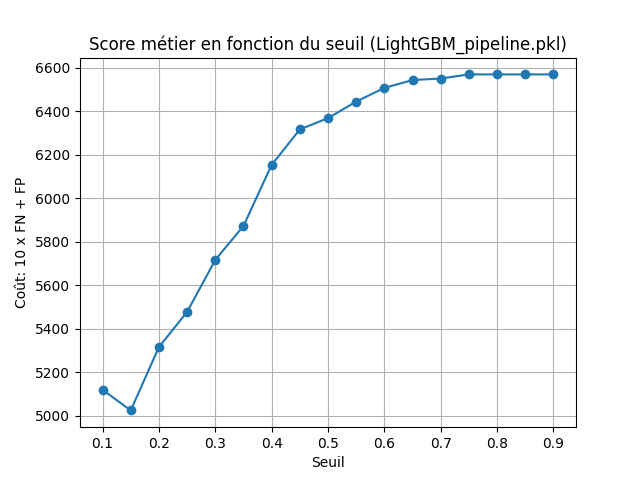 Score métier en fonction du seuil (LightGBM_pipeline.pkl)
Coût: 10 x FN + FP
6600
6400
6200
6000
5800
5600
5400
5200
5000
0.1 0.2 0.3 0.4 0.5 0.6 0.7 0.8 0.9
Seuil